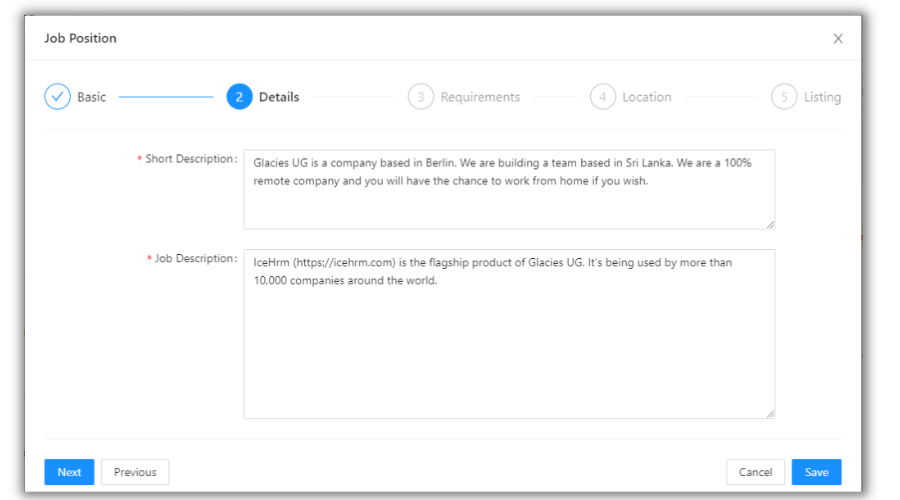 Job Position
Basic
2 Details
3 Requirements
4 Location
5 Listing
* Short Description:
Glacies UG is a company based in Berlin. We are building a team based in Sri Lanka. We are a 100%
remote company and you will have the chance to work from home if you wish.
* Job Description:
IceHrm (https://icehrm.com) is the flagship product of Glacies UG. It's being used by more than
10,000 companies around the world.
Next
Previous
Cancel
Save